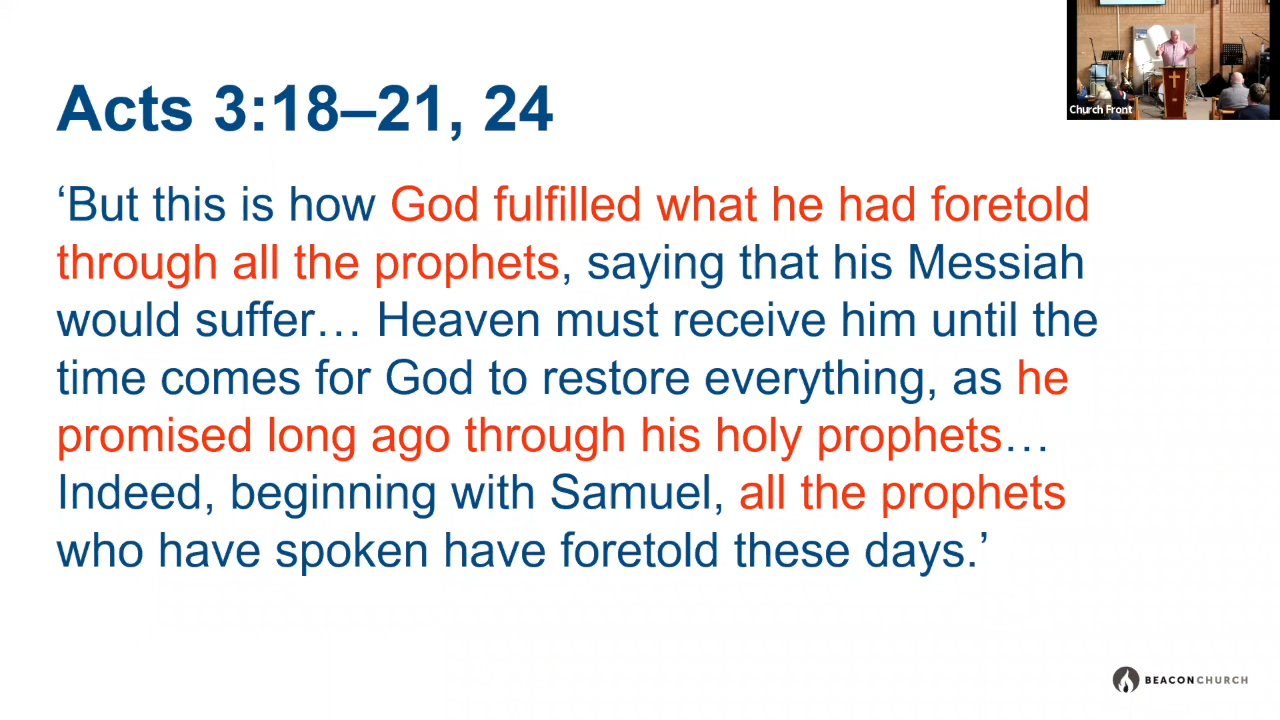 Church Front
Acts 3:18–21, 24
‘But this is how God fulfilled what he had foretold
through all the prophets, saying that his Messiah
would suffer… Heaven must receive him until the
time comes for God to restore everything, as he
promised long ago through his holy prophets…
Indeed, beginning with Samuel, all the prophets
who have spoken have foretold these days.’
BEACONCHURCH